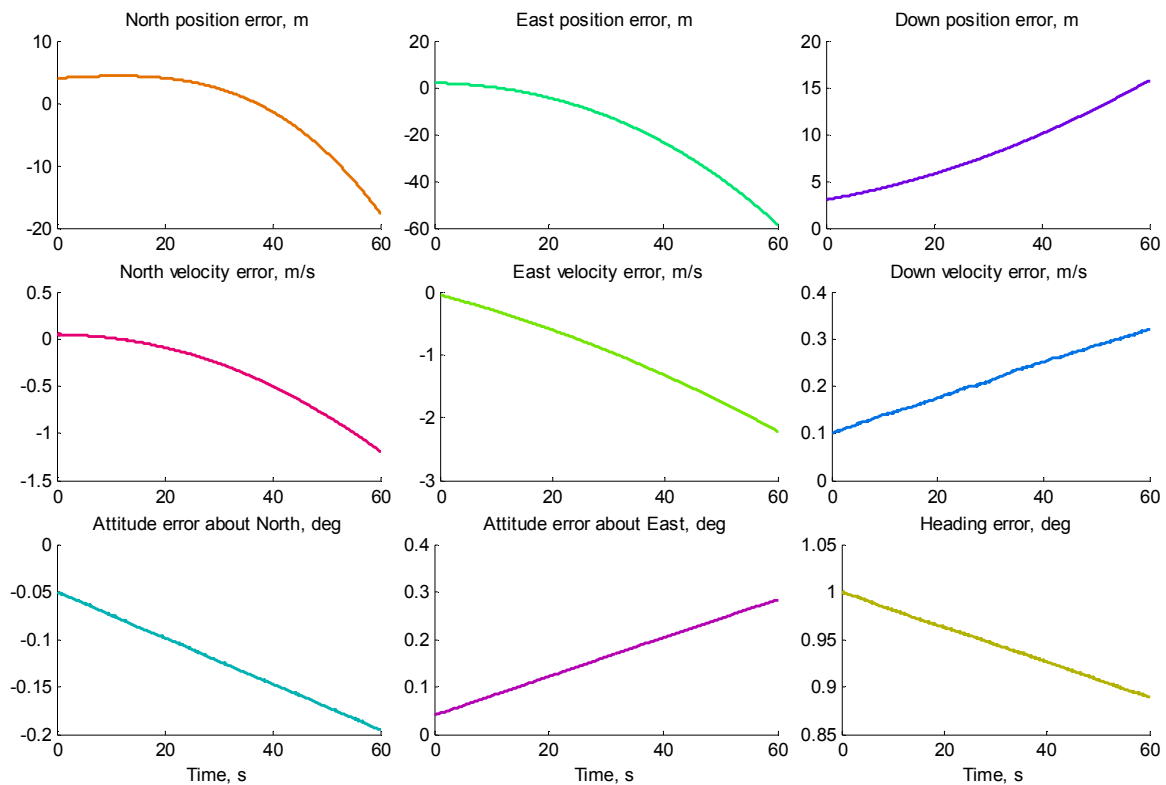 North position error, m
10
0
-10
-20
0 20 40 60
East position error, m
20
0
-20
-40
-60
0 20 40 60
Down position error, m
20
15
10
5
0
0 20 40 60
North velocity error, m/s
0.5
0
-0.5
-1
-1.5
0 20 40 60
East velocity error, m/s
0
-1
-2
-3
0 20 40 60
Down velocity error, m/s
0.4
0.3
0.2
0.1
0
0 20 40 60
Attitude error about North, deg
0
-0.05
-0.1
-0.15
-0.2
0 20 40 60
Time, s
Attitude error about East, deg
0.4
0.3
0.2
0.1
0
0 20 40 60
Time, s
Heading error, deg
1.05
1
0.95
0.9
0.85
0 20 40 60
Time, s